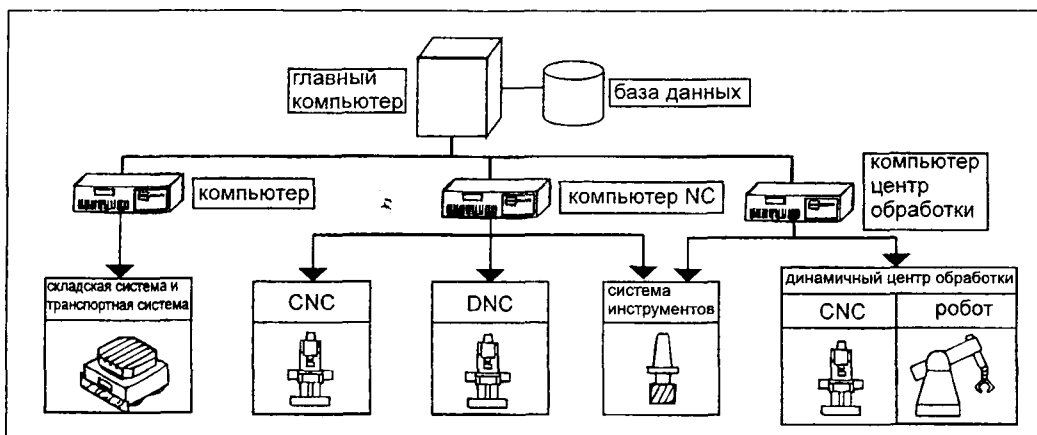 главный
компьютер
база данных
компьютер
компьютер NC
компьютер
центр
обработки
складская система и
транспортная система
CNC
DNC
система
инструментов
динамичный центр обработки
CNC
робот